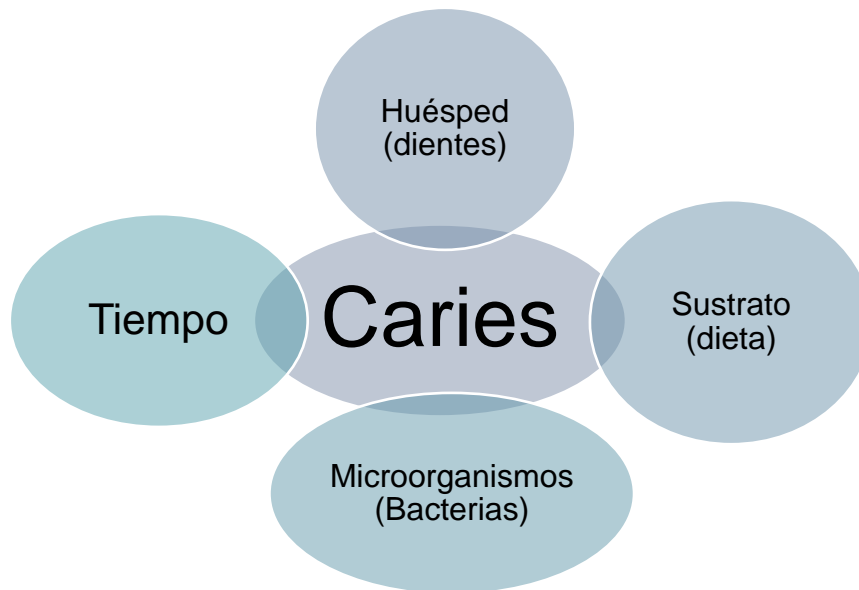 Huésped
(dientes)
Tiempo
Caries
Sustrato
(dieta)
Microorganismos
(Bacterias)